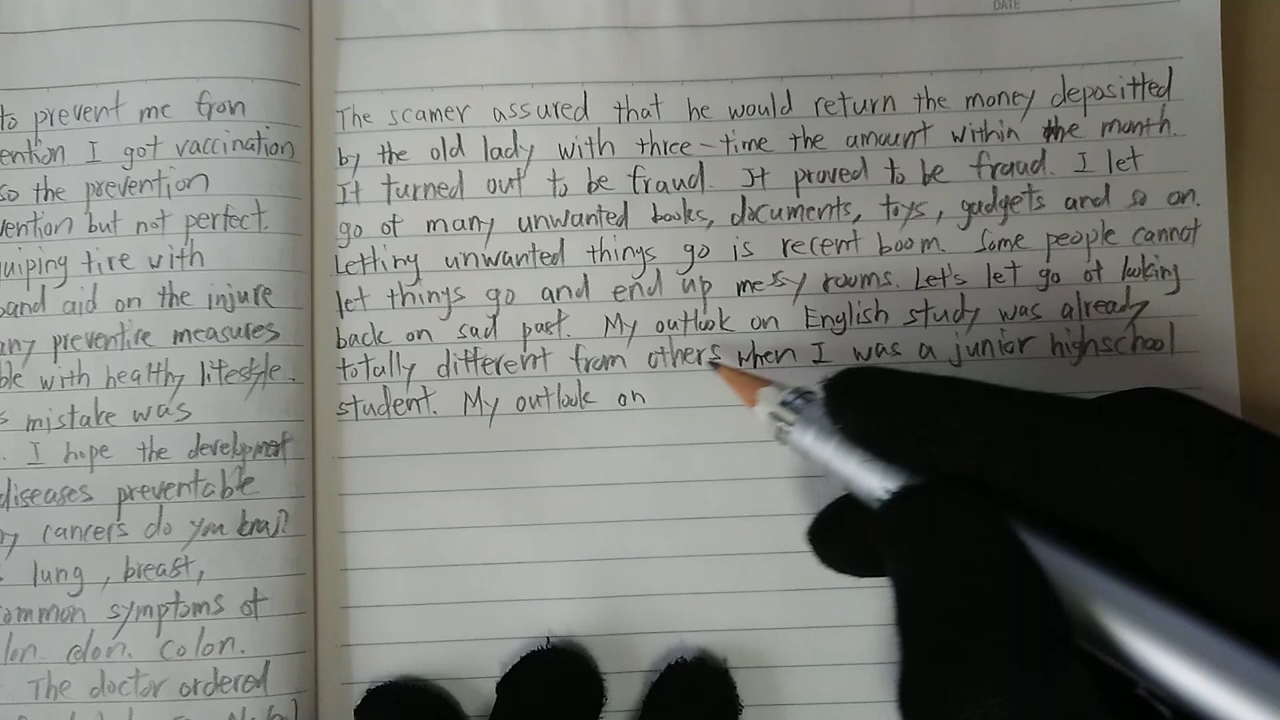 to prevent me from
ention I got vaccination
so the prevention
vention but not perfect.
uiping tire with
band aid on the injure
any preventive measures
ble with healthy lifestyle.
s mistake was
. I hope the development
diseases preventable
y cancers do you know?
lung, breast,
ommon symptoms of
lon. colon. colon.
The doctor ordered
DATE
The scamer assured that he would return the money depositted
by the old lady with three-time the amount within the month.
It turned out to be fraud. It proved to be fraud. I let
go of many unwanted books, documents, toys, gadgets and so on.
Letting unwanted things go is recent boom. Some people cannot
let things go and end up messy rooms. Let's let go of looking
back on sad past. My outlook on English study was already
totally different from others when I was a junior highschool
student. My outlook on